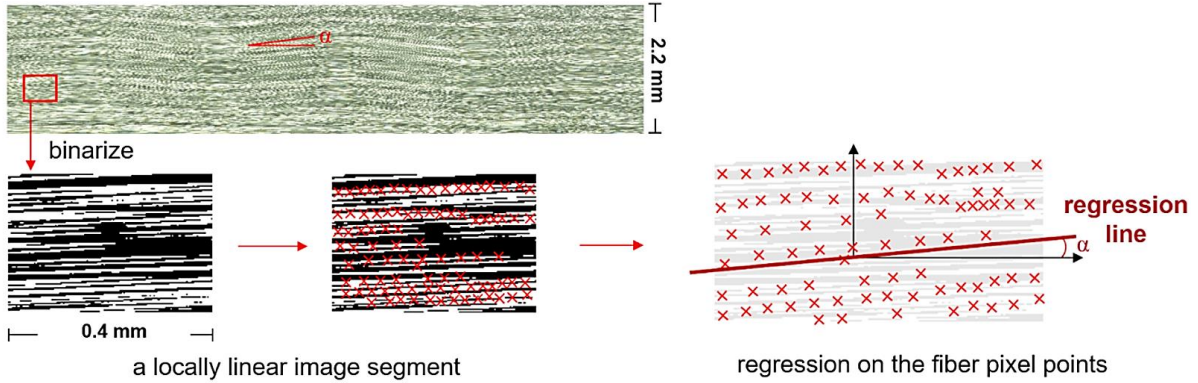 α
2.2 mm
binarize
regression
line
α
0.4 mm
a locally linear image segment
regression on the fiber pixel points